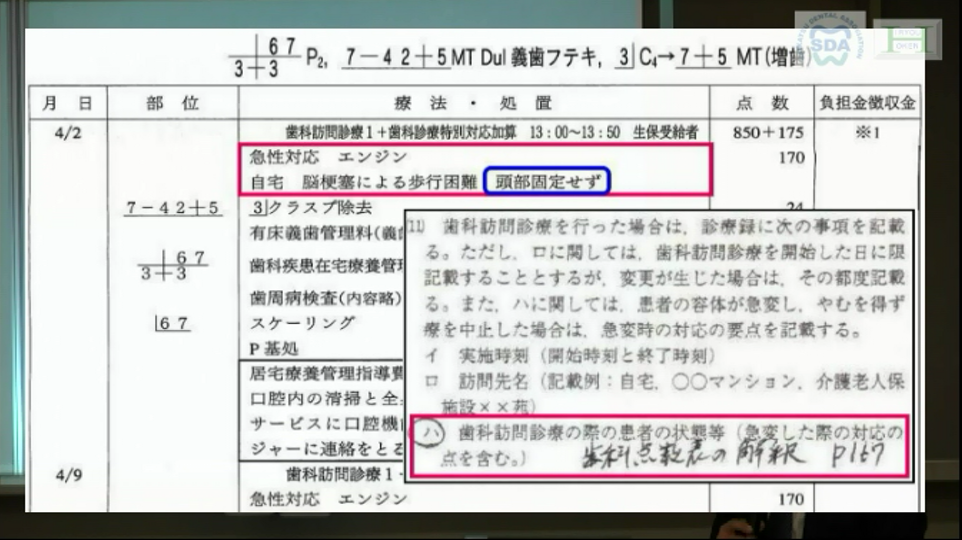 SAITAMA DENTAL ASSOCIATION
SDA
H
HOKEN
6 7
3+3 P₂, 7−4 2+5 MT Dul 義歯フテキ, 3 C₄→7+5 MT(増歯)
月 日 部 位 療 法 ・ 処 置 点 数 負担金徴収金
4/2 歯科訪問診療1+歯科診療特別対応加算 13:00〜13:50 生保受給者 850+175 ※1
急性対応 エンジン 170
自宅 脳梗塞による歩行困難 頭部固定せず
7−4 2+5 3 クラスプ除去 24
有床義歯管理料(義歯
6 7
3+3 歯科疾患在宅療養管理
歯周病検査(内容略)
6 7 スケーリング
P基処
居宅療養管理指導費
口腔内の清掃と全
サービスに口腔機
ジャーに連絡をとる
4/9 歯科訪問診療1
急性対応 エンジン 170
(11) 歯科訪問診療を行った場合は,診療録に次の事項を記載
る。ただし,ロに関しては,歯科訪問診療を開始した日に限
記載することとするが,変更が生じた場合は,その都度記載
る。また,ハに関しては,患者の容体が急変し,やむを得ず
療を中止した場合は,急変時の対応の要点を記載する。
イ 実施時刻(開始時刻と終了時刻)
ロ 訪問先名(記載例:自宅,○○マンション,介護老人保
施設××苑)
ハ 歯科訪問診療の際の患者の状態等(急変した際の対応の
点を含む。) 歯科点数表の解釈 P167